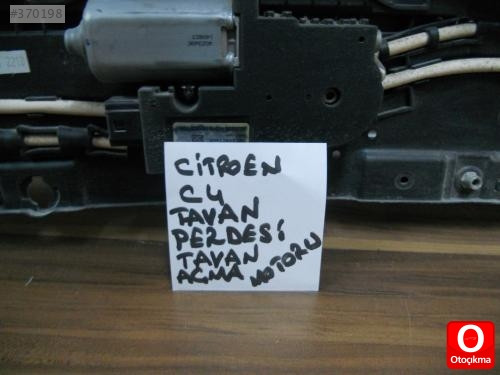 #370198
CITROEN
C4
TAVAN
PERDESİ
TAVAN
AÇMA MOTORU
O
Otoçıkma